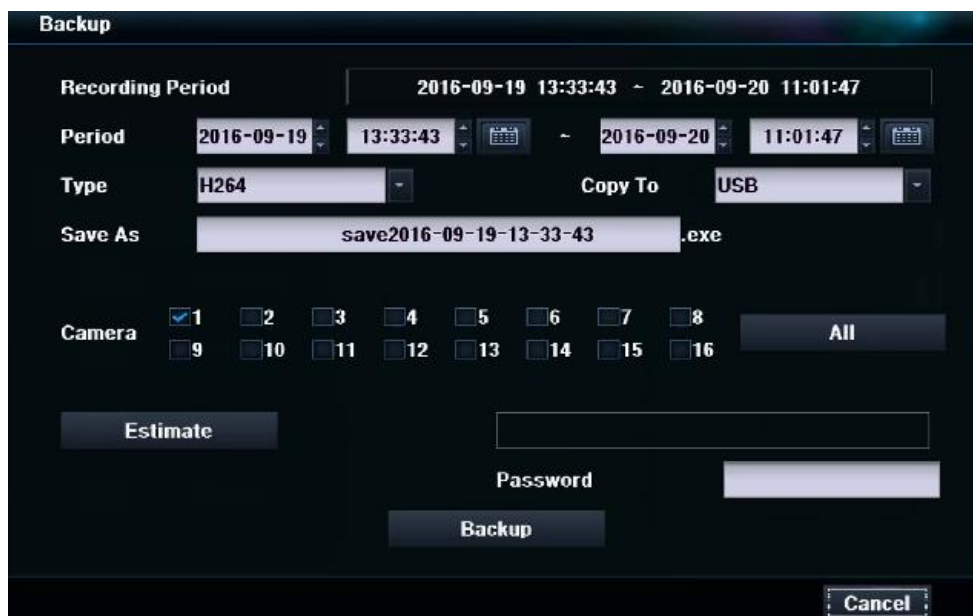 Backup
Recording Period 2016-09-19 13:33:43 ~ 2016-09-20 11:01:47
Period 2016-09-19 13:33:43 ~ 2016-09-20 11:01:47
Type H264 Copy To USB
Save As save2016-09-19-13-33-43 .exe
Camera
1 2 3 4 5 6 7 8
All
9 10 11 12 13 14 15 16
Estimate
Password
Backup
Cancel